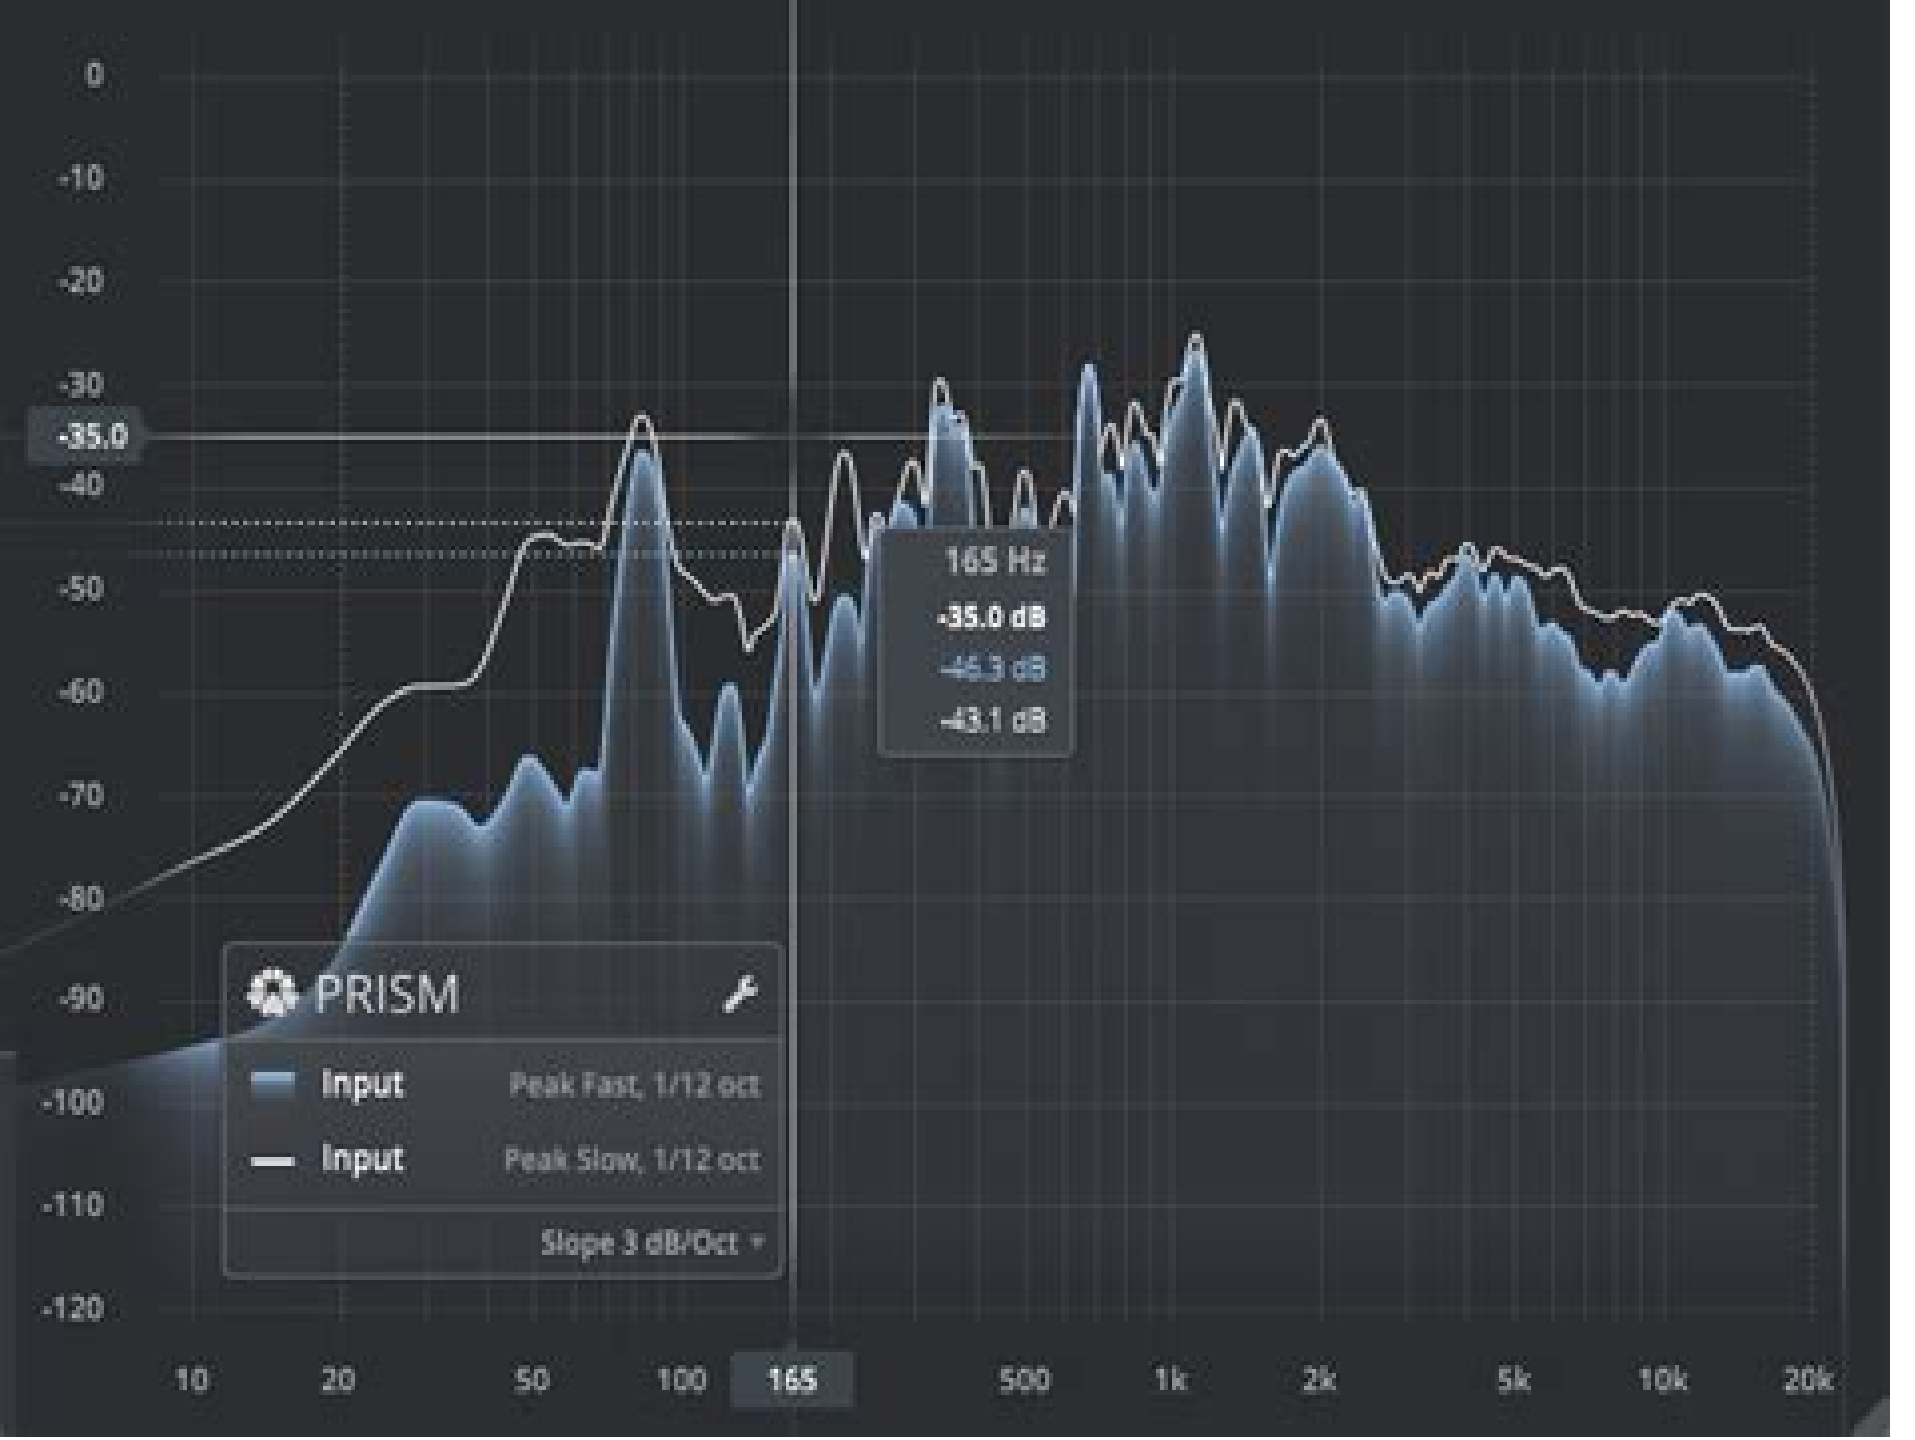 0
-10
-20
-30
-35.0
-40
-50
-60
-70
-80
-90
-100
-110
-120
165 Hz
-35.0 dB
-46.3 dB
-43.1 dB
PRISM
Input Peak Fast, 1/12 oct
Input Peak Slow, 1/12 oct
Slope 3 dB/Oct
10 20 50 100 165 500 1k 2k 5k 10k 20k